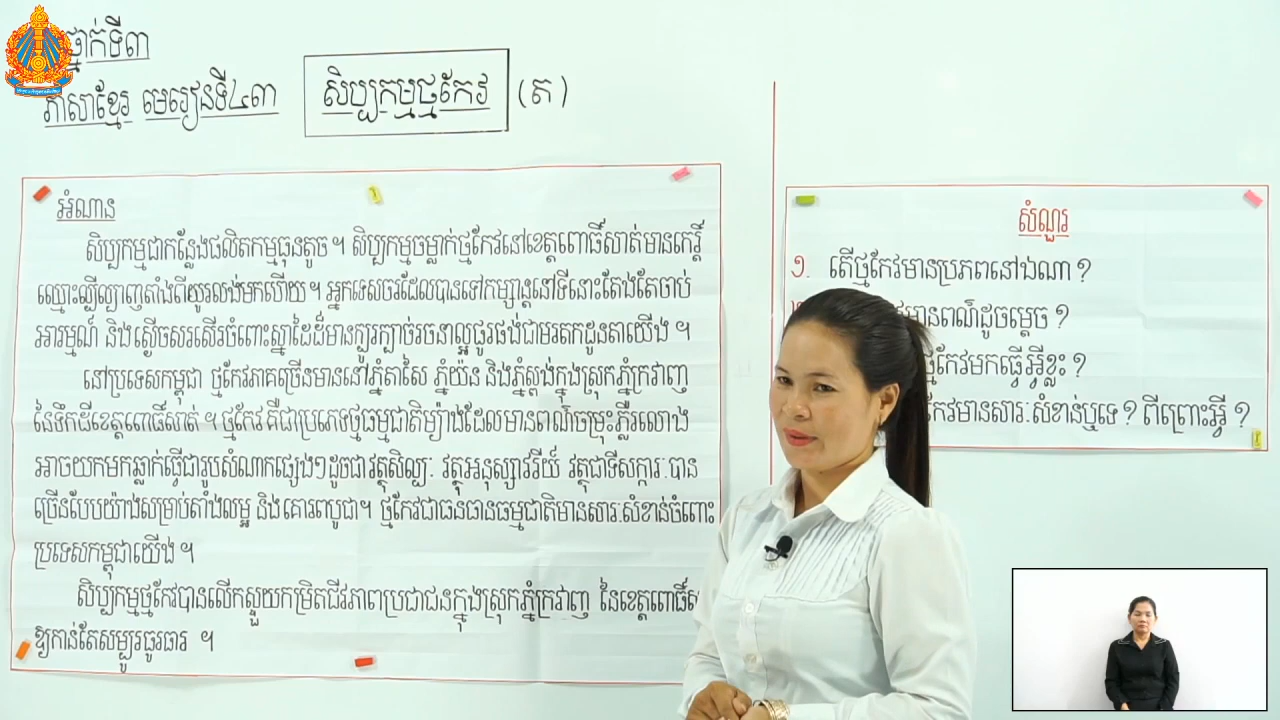 ថ្នាក់ទី៣
ភាសាខ្មែរ មេរៀនទី៤៣ សិប្បកម្មថ្មកែវ (ត)
អំណាន
សិប្បកម្មជាកន្លែងផលិតកម្មធុនតូច។ សិប្បកម្មចម្លាក់ថ្មកែវនៅខេត្តពោធិ៍សាត់មានកេរ្តិ៍
ឈ្មោះល្បីល្បាញតាំងពីយូរលង់មកហើយ។ អ្នកទេសចរដែលបានទៅកម្សាន្តនៅទីនោះតែងតែចាប់
អារម្មណ៍ និងស្ងើចសរសើរចំពោះស្នាដៃដ៏មានក្បូរក្បាច់រចនាល្អផូរផង់ជាមរតកដូនតាយើង ។
នៅប្រទេសកម្ពុជា ថ្មកែវភាគច្រើនមាននៅភ្នំតាសៃ ភ្នំយ៉ន និងភ្នំស្ពង់ក្នុងស្រុកភ្នំក្រវាញ
នៃទឹកដីខេត្តពោធិ៍សាត់ ។ ថ្មកែវ គឺជាប្រភេទថ្មធម្មជាតិម្យ៉ាងដែលមានពណ៌ចម្រុះភ្លឺរលោង
អាចយកមកឆ្លាក់ធ្វើជារូបសំណាកផ្សេងៗដូចជា វត្ថុសិល្បៈ វត្ថុអនុស្សាវរីយ៍ វត្ថុជាទីសក្ការៈបាន
ច្រើនបែបយ៉ាងសម្រាប់តាំងលម្អ និងគោរពបូជា។ ថ្មកែវជាធនធានធម្មជាតិមានសារៈសំខាន់ចំពោះ
ប្រទេសកម្ពុជាយើង ។
សិប្បកម្មថ្មកែវបានលើកស្ទួយកម្រិតជីវភាពប្រជាជនក្នុងស្រុកភ្នំក្រវាញ នៃខេត្តពោធិ៍ស
ឱ្យកាន់តែសម្បូរធូរធារ ។
សំណួរ
១. តើថ្មកែវមានប្រភពនៅឯណា ?
មានពណ៌ដូចម្តេច ?
ថ្មកែវមកធ្វើអ្វីខ្លះ ?
កែវមានសារៈសំខាន់ឬទេ ? ពីព្រោះអ្វី ?